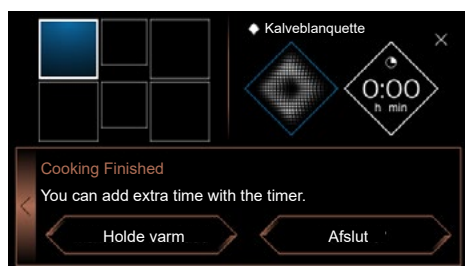 Kalveblanquette
0:00
h min
Cooking Finished
You can add extra time with the timer.
Holde varm
Afslut